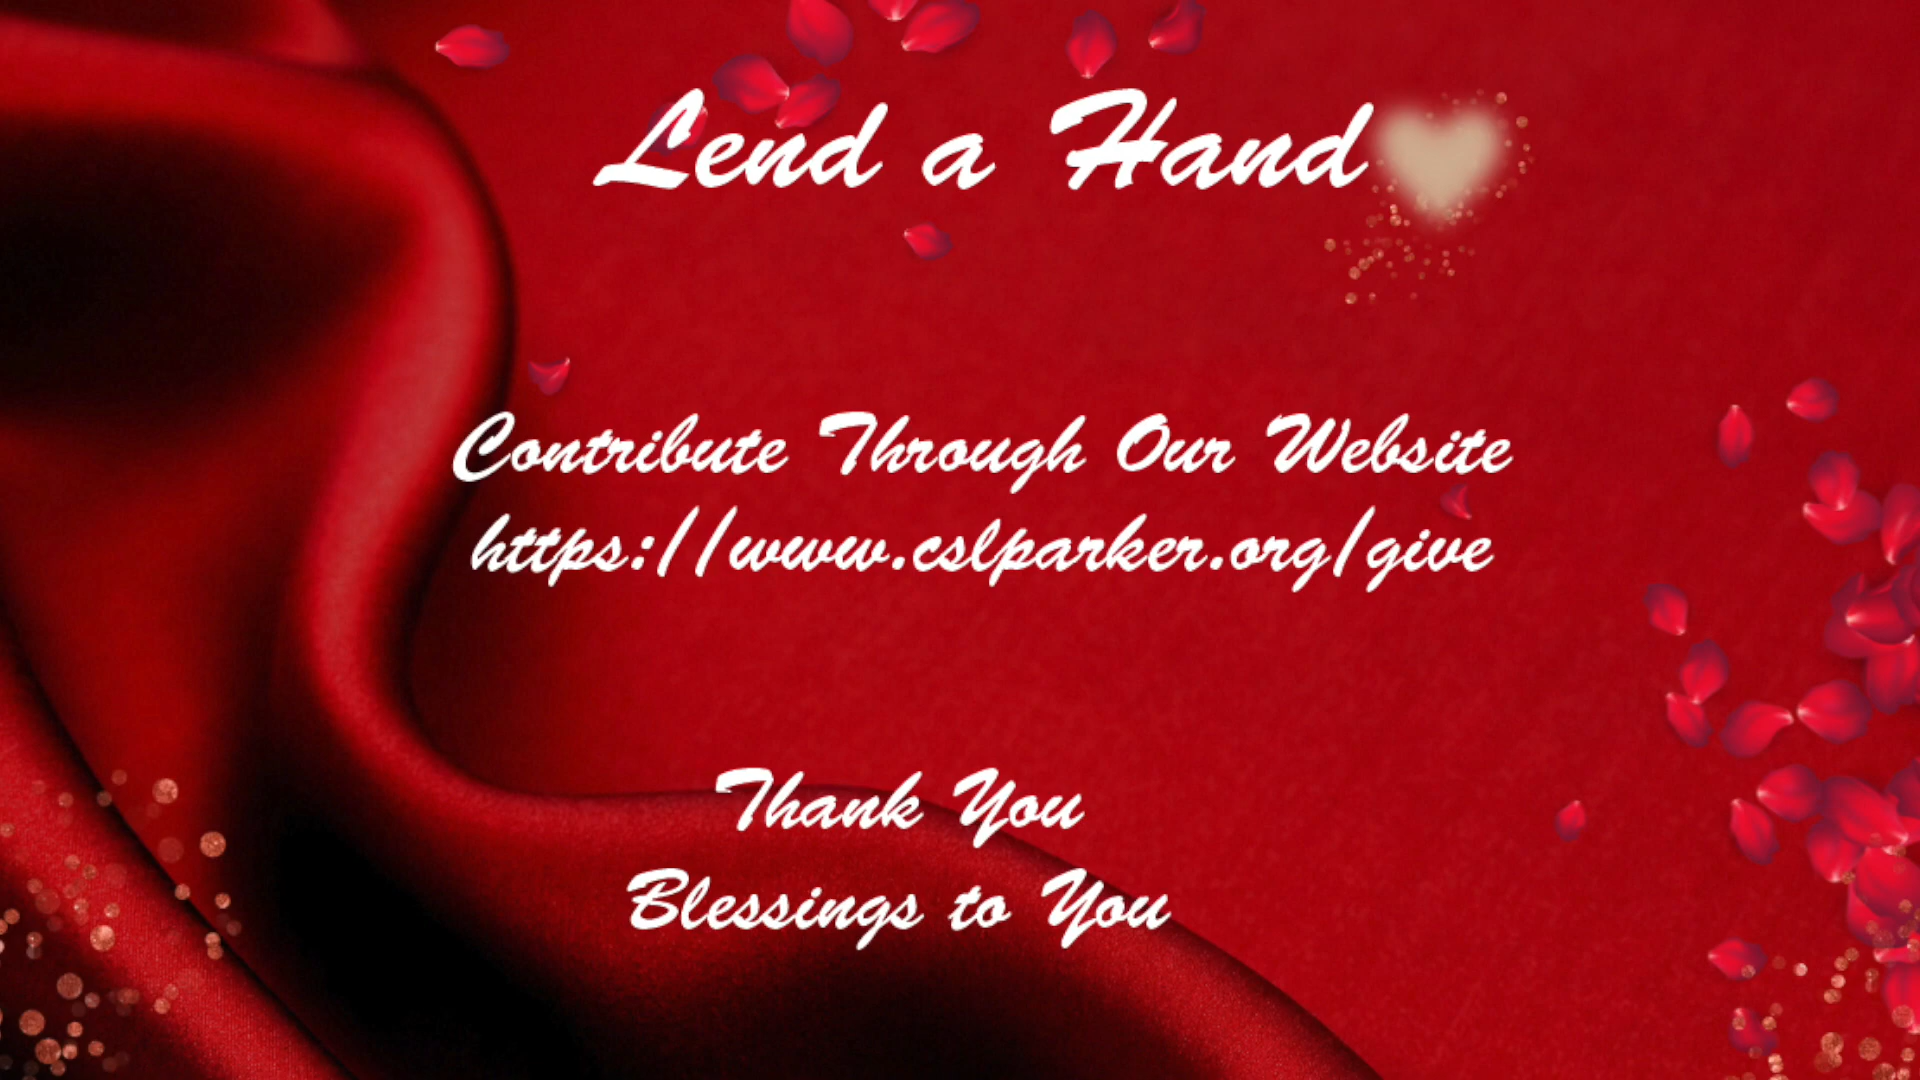 Lend a Hand
Contribute Through Our Website
https://www.cslparker.org/give
Thank You
Blessings to You